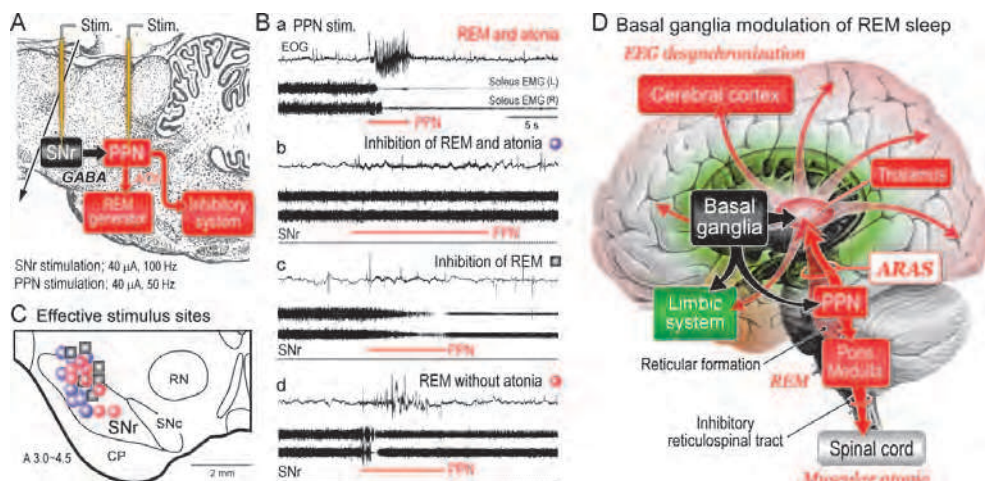 A
Stim.
Stim.
SNr
PPN
GABA
REM
generator
Inhibitory
system
SNr stimulation; 40 µA, 100 Hz
PPN stimulation; 40 µA, 50 Hz
C Effective stimulus sites
RN
SNr
SNc
CP
A 3.0-4.5
2 mm
B a PPN stim.
REM and atonia
EOG
Soleus EMG (L)
Soleus EMG (R)
PPN
5 s
b
Inhibition of REM and atonia
SNr
PPN
c
Inhibition of REM
SNr
PPN
d
REM without atonia
SNr
PPN
D Basal ganglia modulation of REM sleep
EEG desynchronization
Cerebral cortex
Thalamus
Basal
ganglia
ARAS
Limbic
system
PPN
Reticular formation
Pons
Medulla
REM
Inhibitory
reticulospinal tract
Spinal cord
Muscular atonia